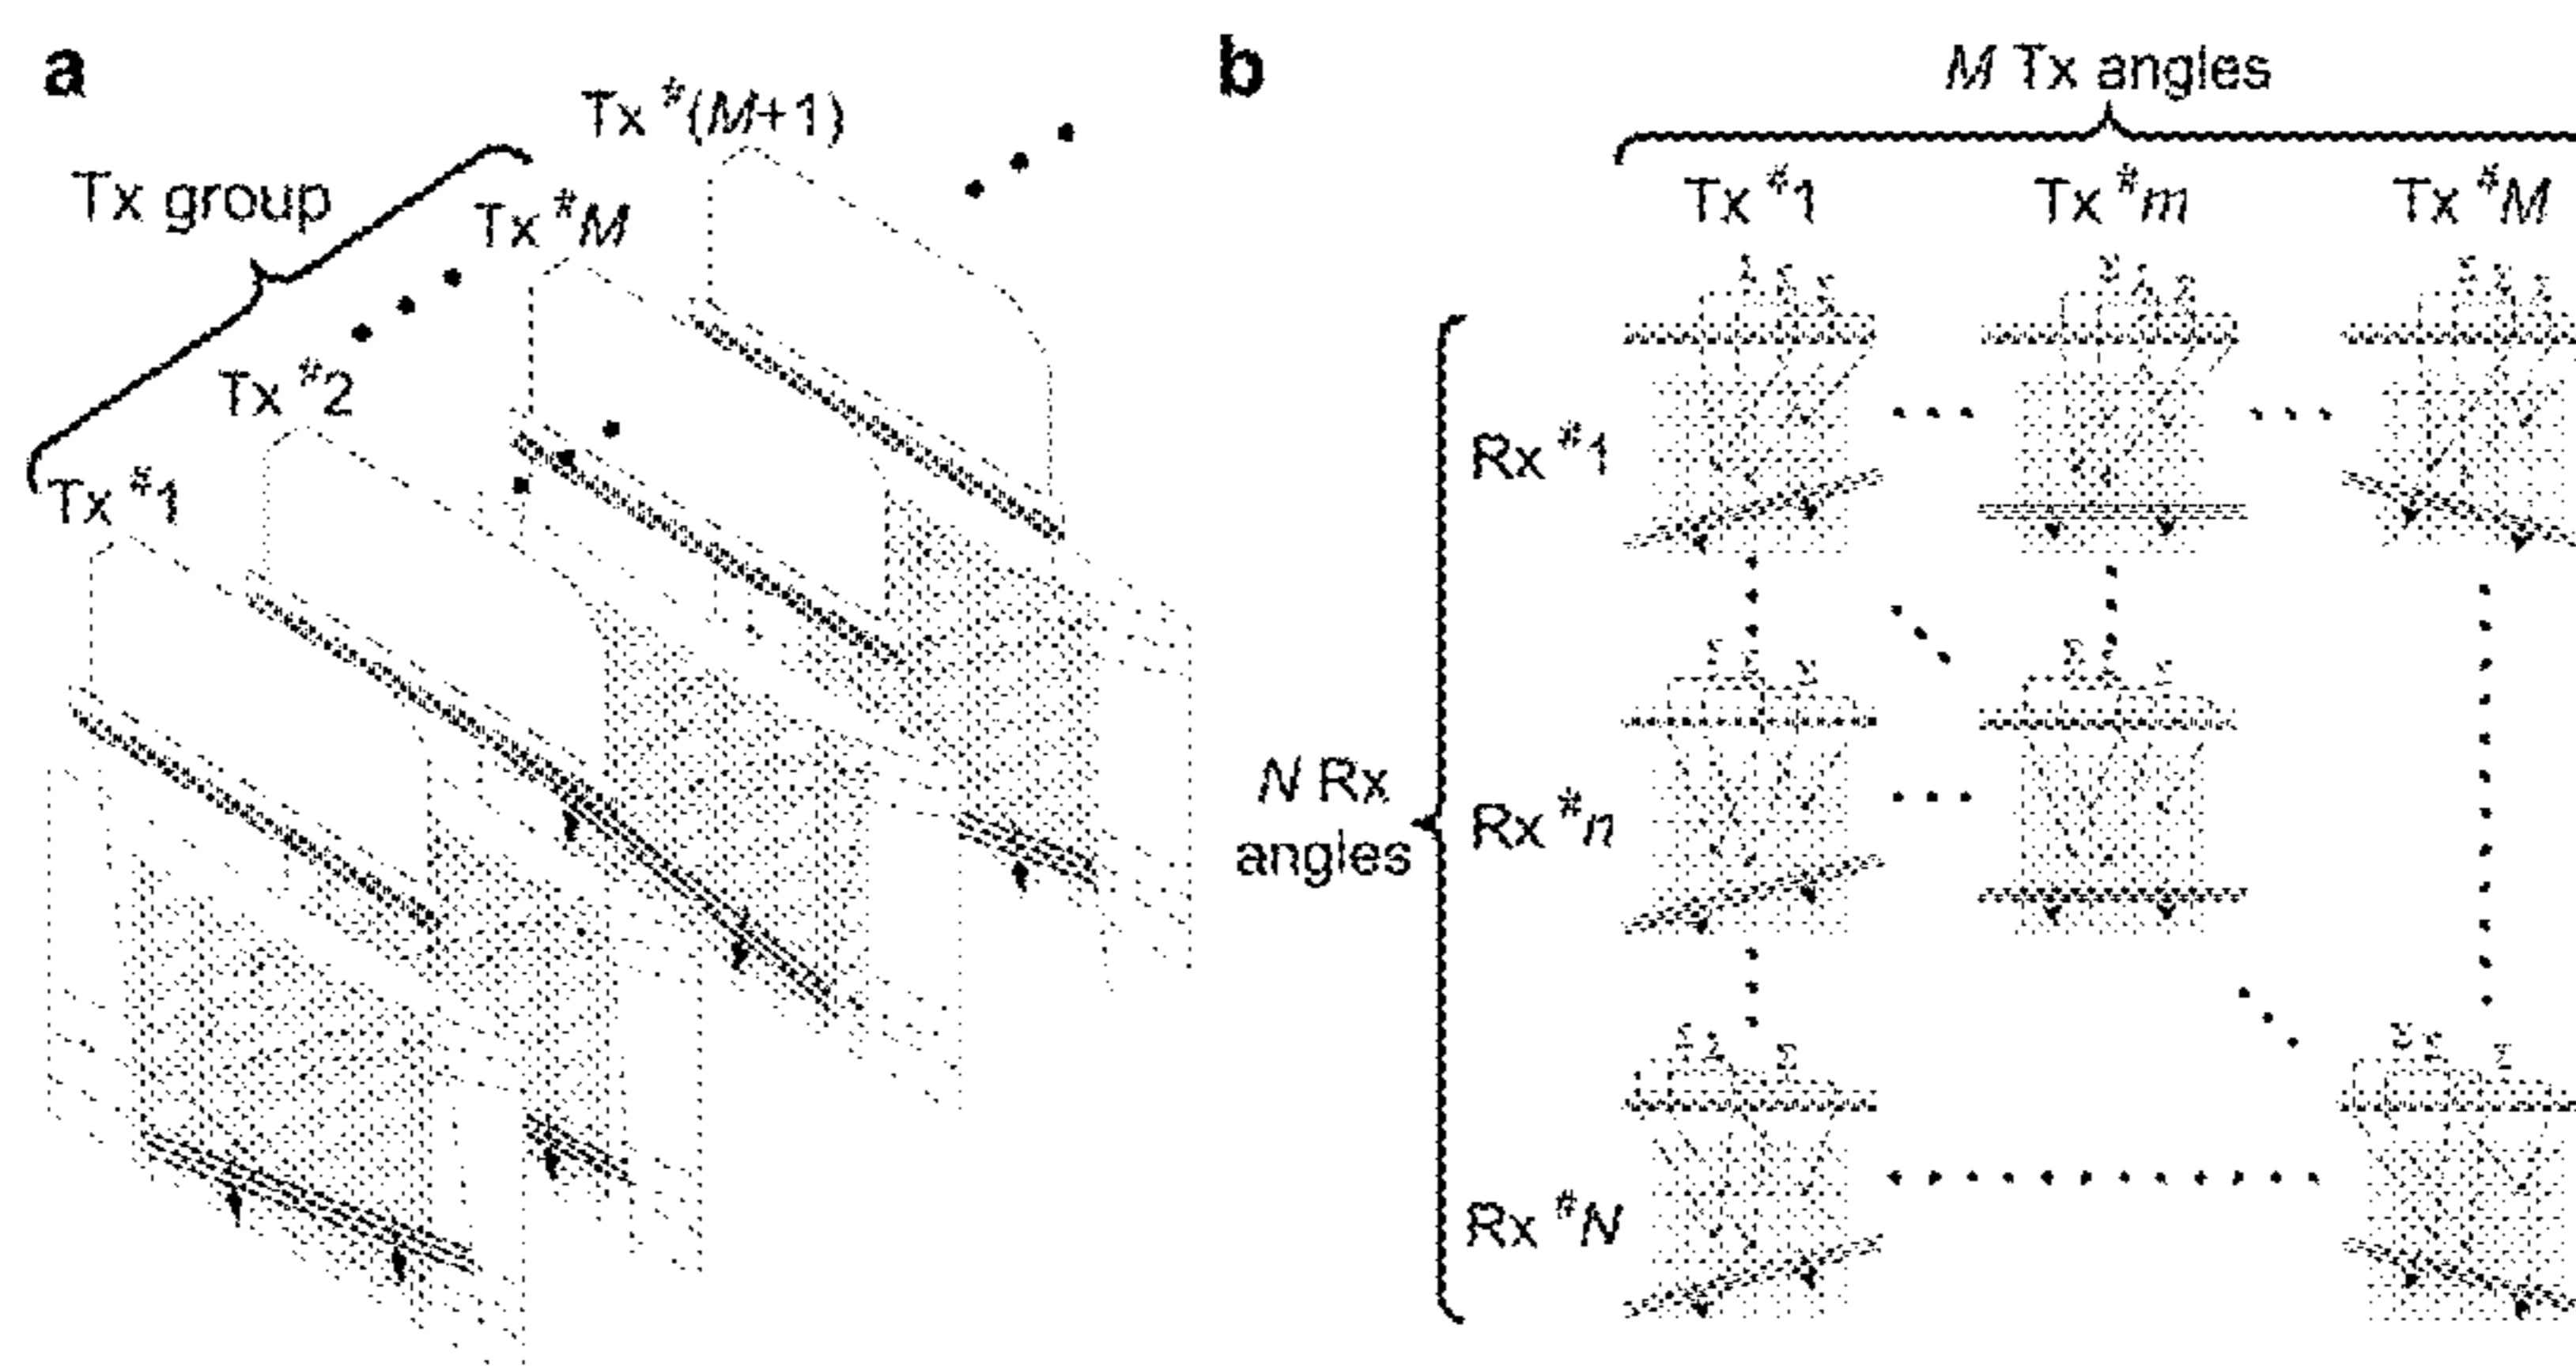 a
Tx #(M+1)
Tx group
Tx #M
Tx #2
Tx #1
b
M Tx angles
Tx #1 Tx #m Tx #M
Rx #1
N Rx
angles
Rx #n
Rx #N